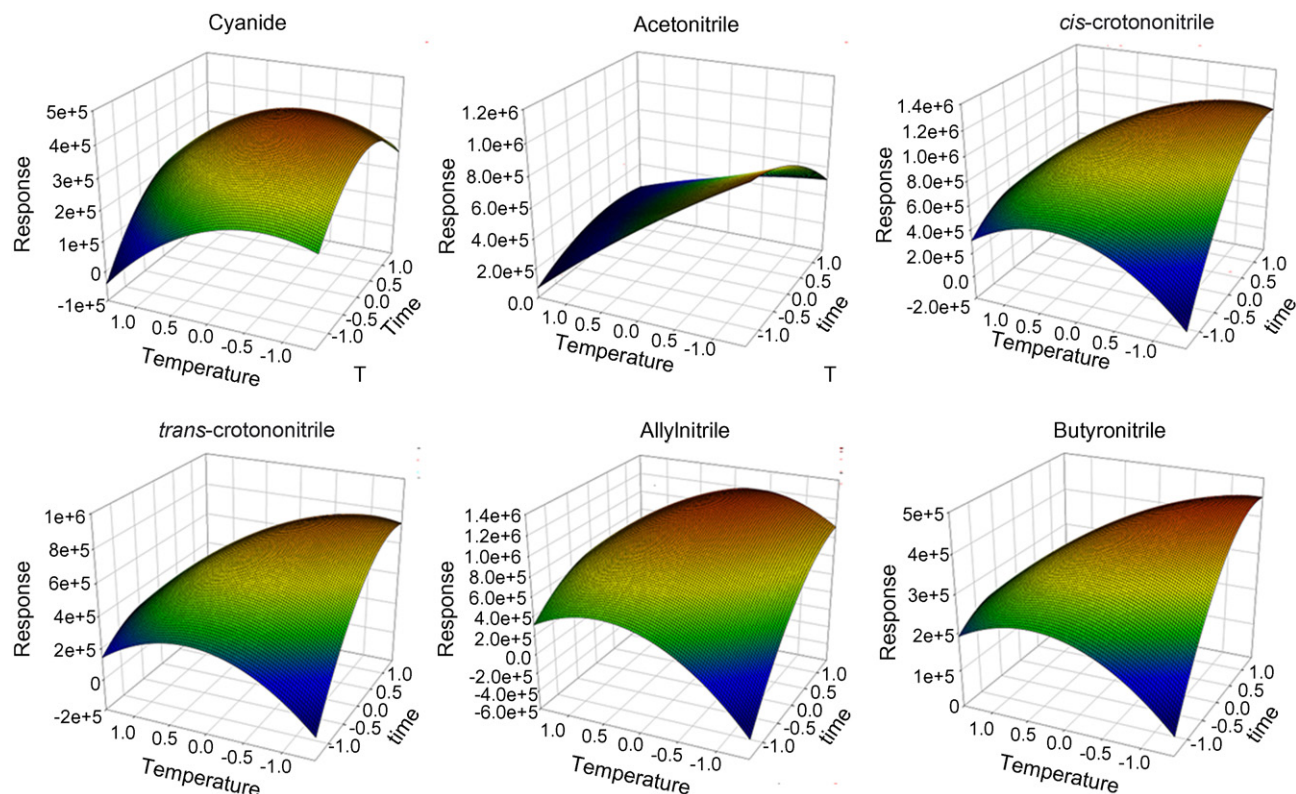 Cyanide
Response
5e+5
4e+5
3e+5
2e+5
1e+5
0
-1e+5
1.0
0.5
0.0
-0.5
-1.0
Temperature
1.0
0.5
0.0
-0.5
-1.0
Time
T
Acetonitrile
Response
1.2e+6
1.0e+6
8.0e+5
6.0e+5
4.0e+5
2.0e+5
0.0
1.0
0.5
0.0
0.5
-1.0
Temperature
1.0
0.5
0.0
-0.5
-1.0
time
T
cis-crotononitrile
Response
1.4e+6
1.2e+6
1.0e+6
8.0e+5
6.0e+5
4.0e+5
2.0e+5
0.0
-2.0e+5
1.0
0.5
0.0
0.5
-1.0
Temperature
1.0
0.5
0.0
-0.5
-1.0
time
trans-crotononitrile
Response
1e+6
8e+5
6e+5
4e+5
2e+5
0
-2e+5
1.0
0.5
0.0
-0.5
-1.0
Temperature
1.0
0.5
0.0
-0.5
-1.0
time
Allylnitrile
Response
1.4e+6
1.2e+6
1.0e+6
8.0e+5
6.0e+5
4.0e+5
2.0e+5
0.0
-2.0e+5
-4.0e+5
-6.0e+5
1.0
0.5
0.0
-0.5
-1.0
Temperature
1.0
0.5
0.0
-0.5
-1.0
time
Butyronitrile
Response
5e+5
4e+5
3e+5
2e+5
1e+5
0
1.0
0.5
0.0
-0.5
-1.0
Temperature
1.0
0.5
0.0
-0.5
-1.0
time